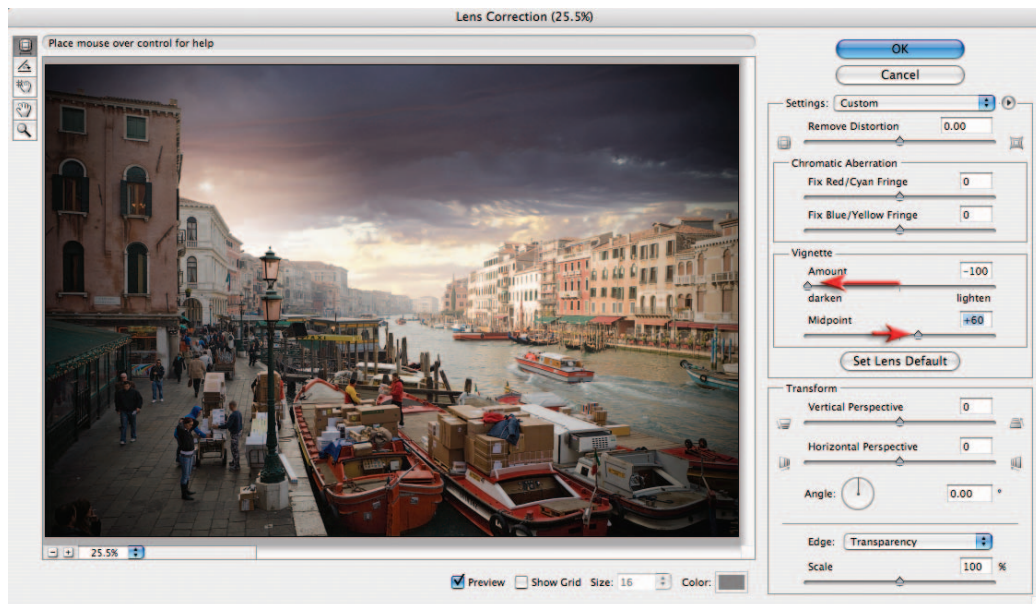 Lens Correction (25.5%)
Place mouse over control for help
OK
Cancel
Settings: Custom
Remove Distortion 0.00
Chromatic Aberration
Fix Red/Cyan Fringe 0
Fix Blue/Yellow Fringe 0
Vignette
Amount -100
darken lighten
Midpoint +60
Set Lens Default
Transform
Vertical Perspective 0
Horizontal Perspective 0
Angle: 0.00 °
Edge: Transparency
Scale 100 %
25.5%
Preview Show Grid Size: 16 Color: